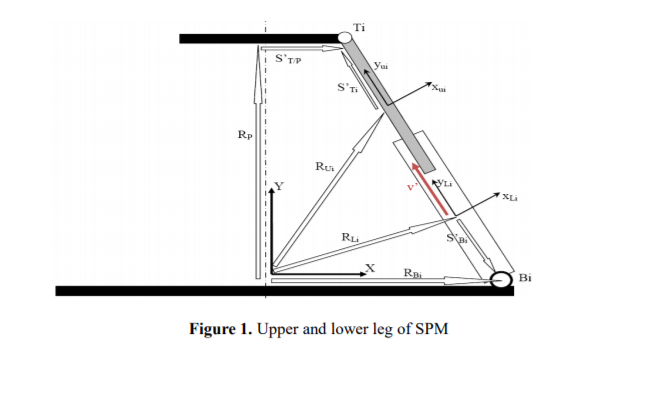 Ti
S'T/P
yui
xui
S'Ti
RP
RUi
Y
v'
yLi
xLi
RLi
S'Bi
X
RBi
Bi
Figure 1. Upper and lower leg of SPM